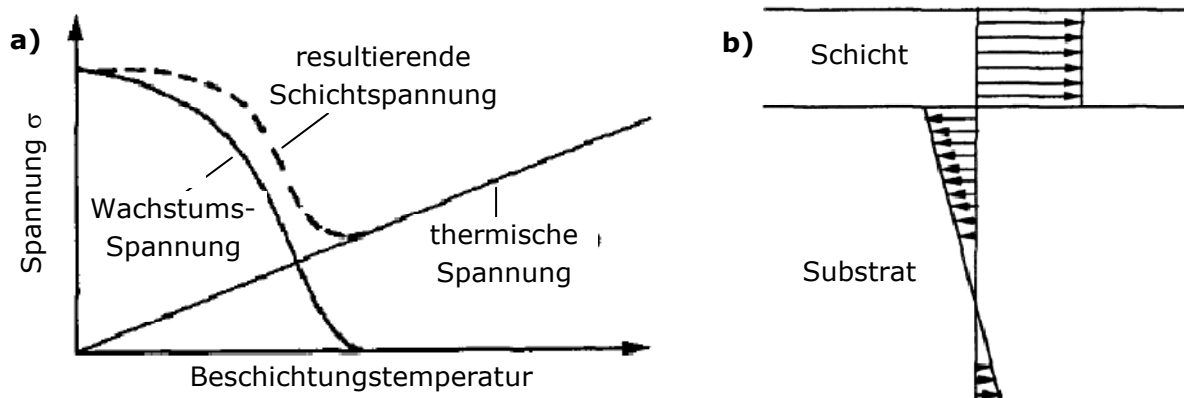 a)
resultierende
Schichtspannung
Spannung σ
Wachstums-
Spannung
thermische
Spannung
Beschichtungstemperatur
b)
Schicht
Substrat